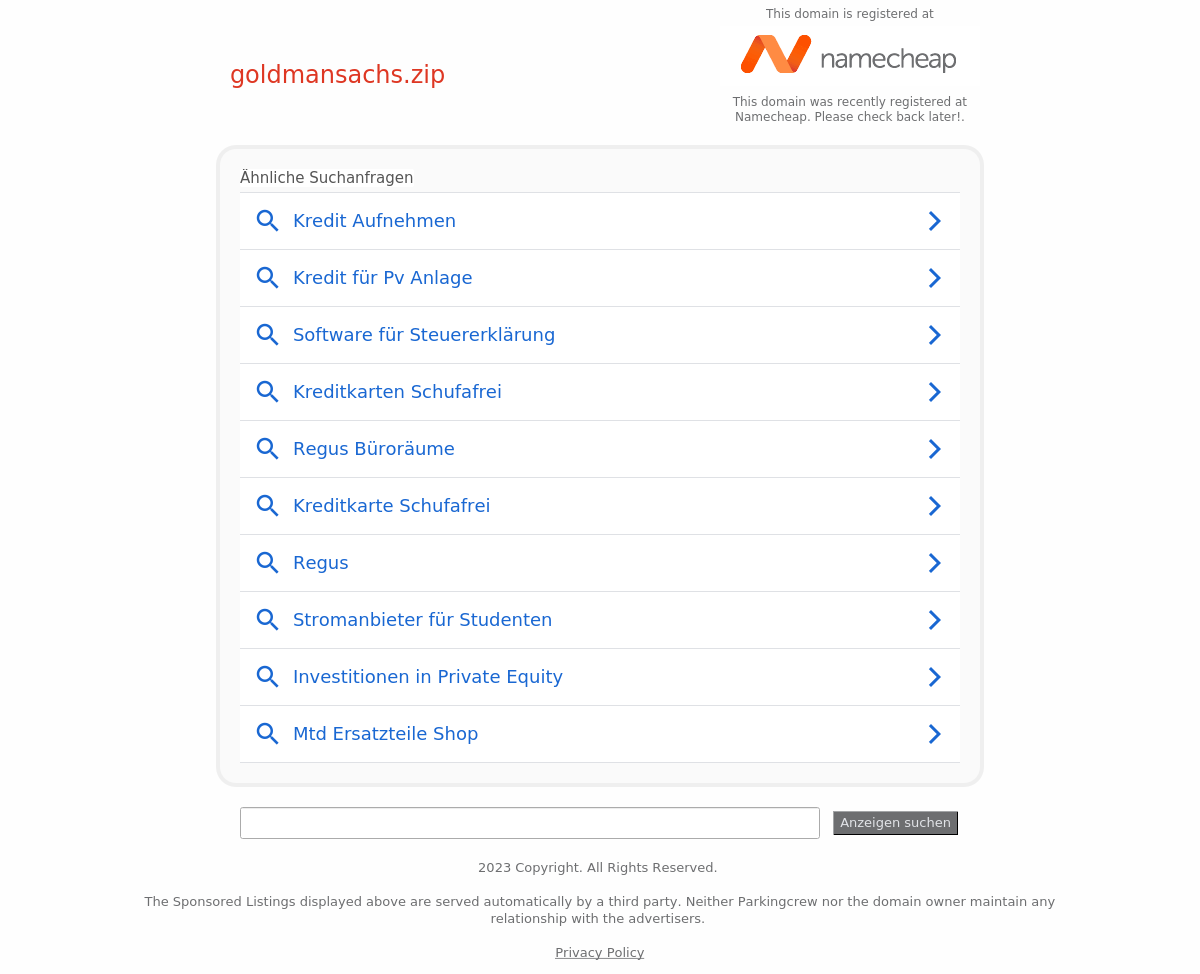 This domain is registered at
namecheap
goldmansachs.zip
This domain was recently registered at
Namecheap. Please check back later!.
Ähnliche Suchanfragen
Kredit Aufnehmen
Kredit für Pv Anlage
Software für Steuererklärung
Kreditkarten Schufafrei
Regus Büroräume
Kreditkarte Schufafrei
Regus
Stromanbieter für Studenten
Investitionen in Private Equity
Mtd Ersatzteile Shop
Anzeigen suchen
2023 Copyright. All Rights Reserved.
The Sponsored Listings displayed above are served automatically by a third party. Neither Parkingcrew nor the domain owner maintain any
relationship with the advertisers.
Privacy Policy